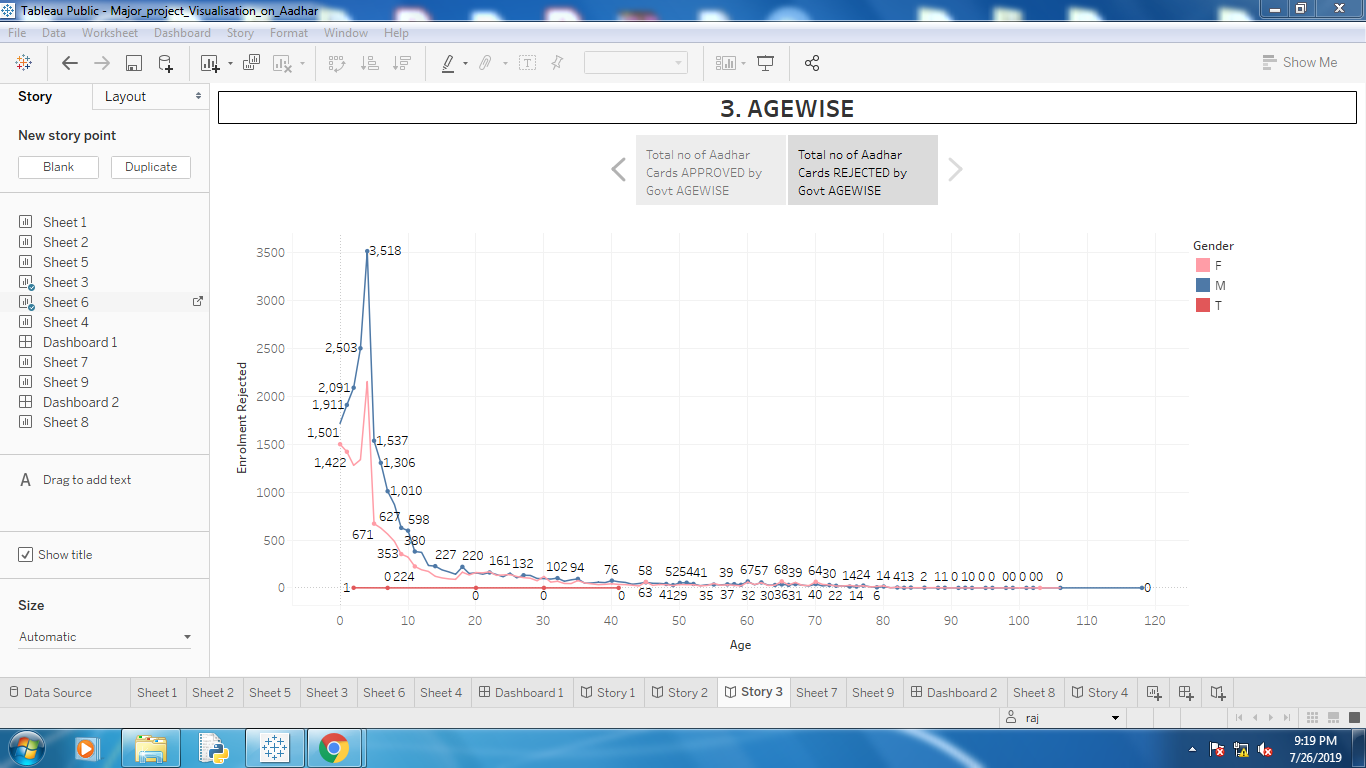 Tableau Public - Major_project_Visualisation_on_Aadhar
File Data Worksheet Dashboard Story Format Window Help
Show Me
Story Layout
New story point
Blank Duplicate
Sheet 1
Sheet 2
Sheet 5
Sheet 3
Sheet 6
Sheet 4
Dashboard 1
Sheet 7
Sheet 9
Dashboard 2
Sheet 8
A Drag to add text
Show title
Size
Automatic
3. AGEWISE
Total no of Aadhar
Cards APPROVED by
Govt AGEWISE
Total no of Aadhar
Cards REJECTED by
Govt AGEWISE
Enrolment Rejected
3500
3000
2500
2000
1500
1000
500
0
3,518
2,503
2,091
1,911
1,501
1,537
1,422
1,306
1,010
627 598
671
380
353
227 220 161 132 102 94 76 58 52 54 41 39 67 57 68 39 64 30 14 24 14 4 13 2 11 0 10 0 0 00 00 0
1 0 224 0
0 0 0 63 41 29 35 37 32 30 36 31 40 22 14 6
0 10 20 30 40 50 60 70 80 90 100 110 120
Age
Gender
F
M
T
Data Source Sheet 1 Sheet 2 Sheet 5 Sheet 3 Sheet 6 Sheet 4 Dashboard 1 Story 1 Story 2 Story 3 Sheet 7 Sheet 9 Dashboard 2 Sheet 8 Story 4
raj
9:19 PM
7/26/2019